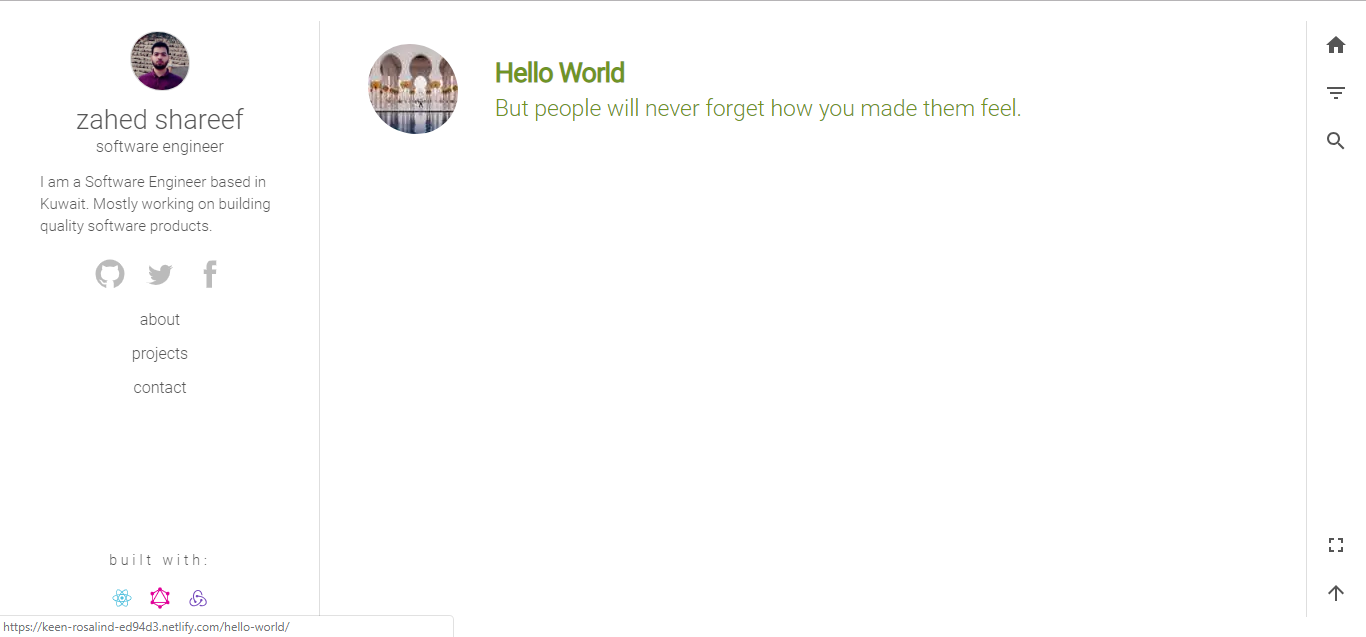 zahed shareef
software engineer
I am a Software Engineer based in
Kuwait. Mostly working on building
quality software products.
about
projects
contact
built with:
https://keen-rosalind-ed94d3.netlify.com/hello-world/
Hello World
But people will never forget how you made them feel.